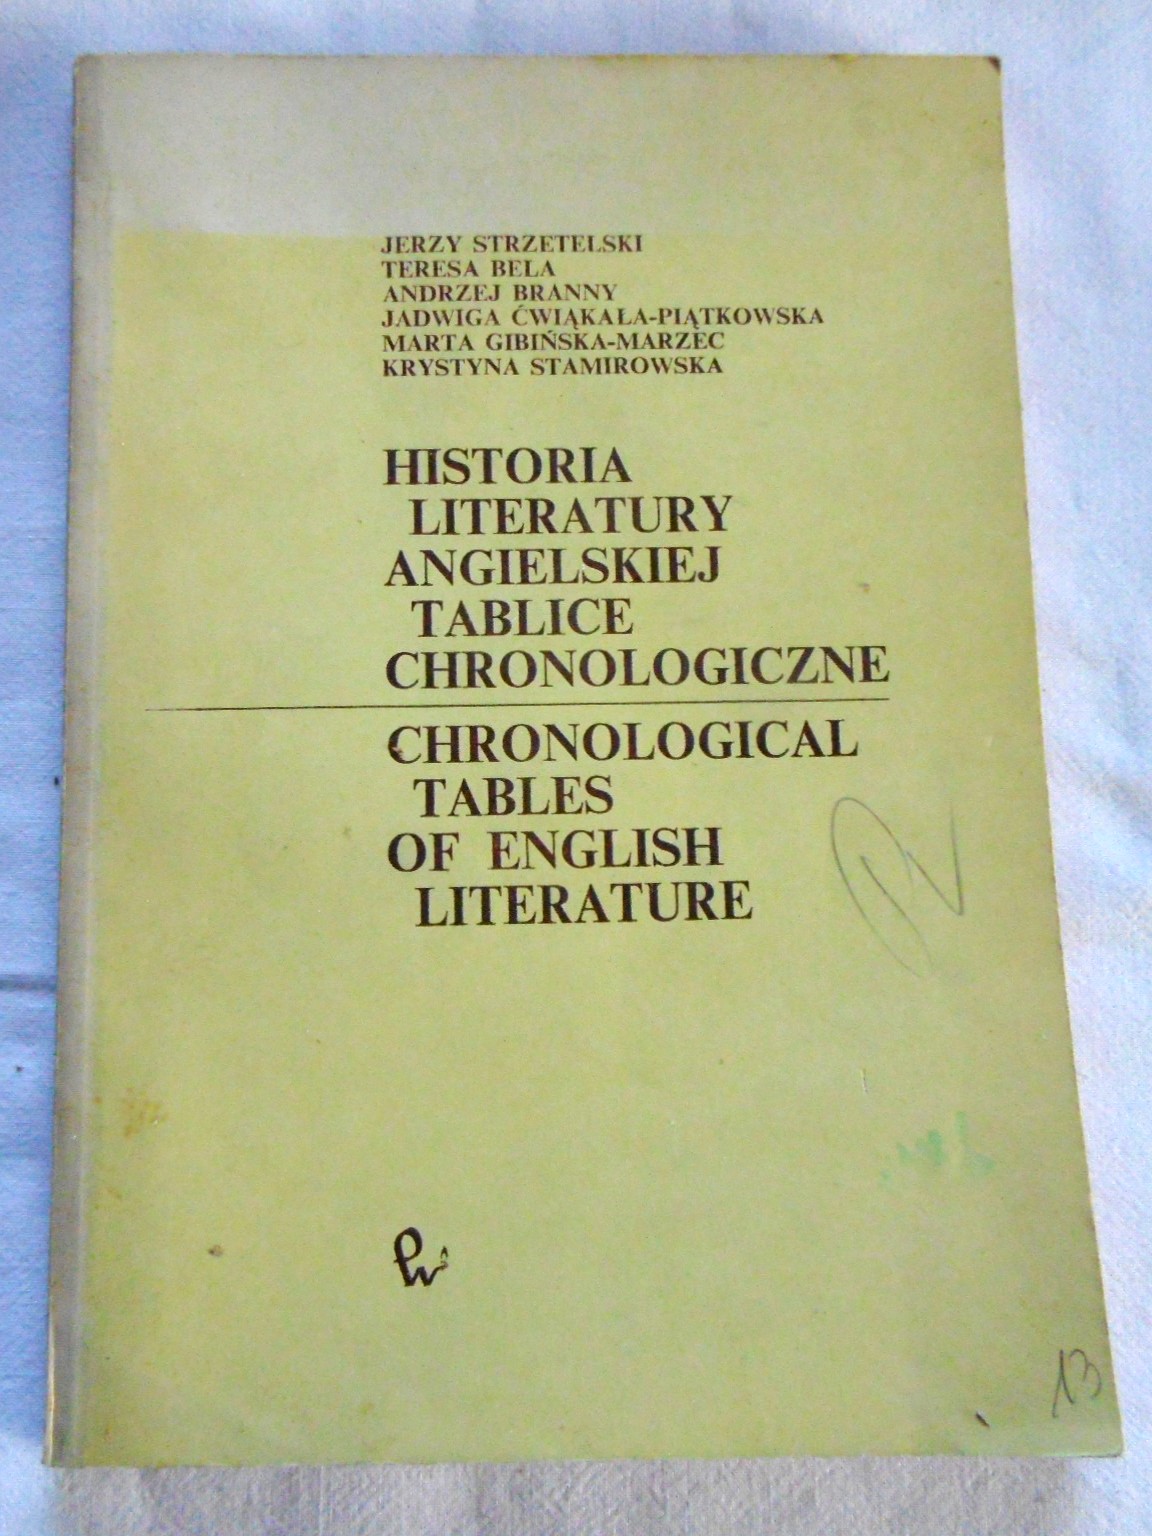 JERZY STRZETELSKI
TERESA BELA
ANDRZEJ BRANNY
JADWIGA ĆWIĄKAŁA-PIĄTKOWSKA
MARTA GIBIŃSKA-MARZEC
KRYSTYNA STAMIROWSKA
HISTORIA
LITERATURY
ANGIELSKIEJ
TABLICE
CHRONOLOGICZNE
CHRONOLOGICAL
TABLES
OF ENGLISH
LITERATURE
13